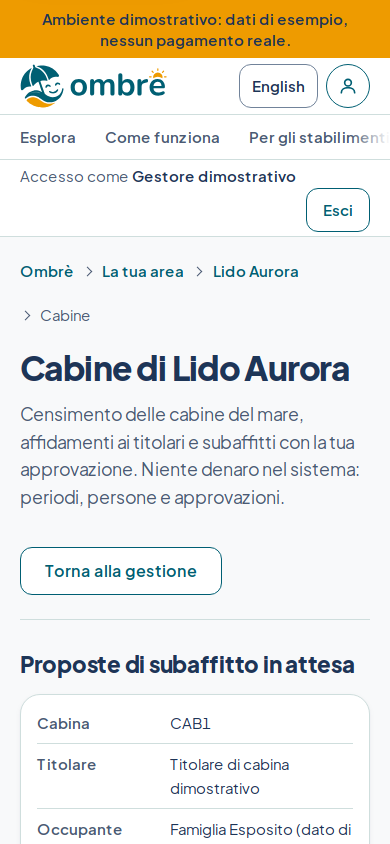 Ambiente dimostrativo: dati di esempio,
nessun pagamento reale.
ombrè
English
Esplora
Come funziona
Per gli stabilimenti
Accesso come Gestore dimostrativo
Esci
Ombrè > La tua area > Lido Aurora
> Cabine
Cabine di Lido Aurora
Censimento delle cabine del mare,
affidamenti ai titolari e subaffitti con la tua
approvazione. Niente denaro nel sistema:
periodi, persone e approvazioni.
Torna alla gestione
Proposte di subaffitto in attesa
Cabina CAB1
Titolare Titolare di cabina
dimostrativo
Occupante Famiglia Esposito (dato di